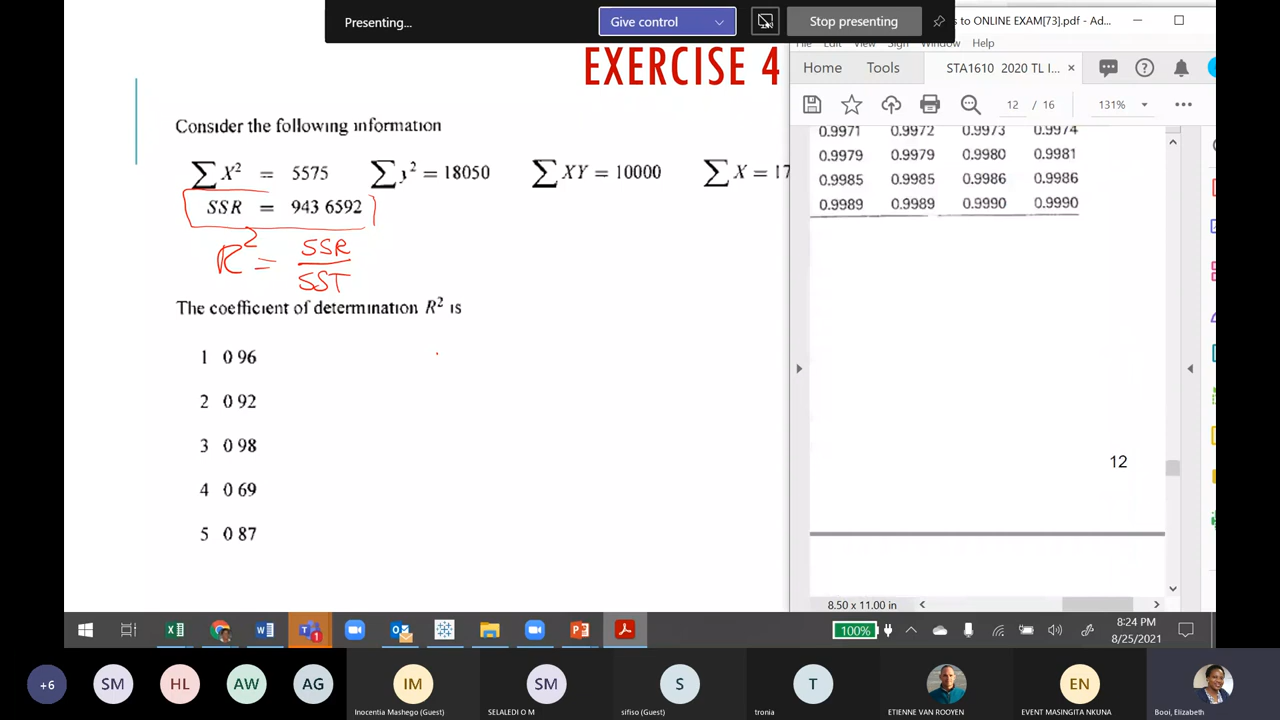 Presenting...
Give control
Stop presenting
s to ONLINE EXAM[73].pdf - Ad...
File Edit View Sign Window Help
Home Tools STA1610 2020 TL I... ×
12 / 16 131%
EXERCISE 4
Consider the following information
∑ X² = 5575 ∑ y² = 18050 ∑ XY = 10000 ∑ X = 17
SSR = 943 6592
R² = SSR / SST
The coefficient of determination R² is
1 0 96
2 0 92
3 0 98
4 0 69
5 0 87
0.9971 0.9972 0.9973 0.9974
0.9979 0.9979 0.9980 0.9981
0.9985 0.9985 0.9986 0.9986
0.9989 0.9989 0.9990 0.9990
12
8.50 x 11.00 in
100%
8:24 PM
8/25/2021
+6 SM HL AW AG IM SM S T EN
Inocentia Mashego (Guest) SELALEDI O M sifiso (Guest) tronia ETIENNE VAN ROOYEN EVENT MASINGITA NKUNA Booi, Elizabeth